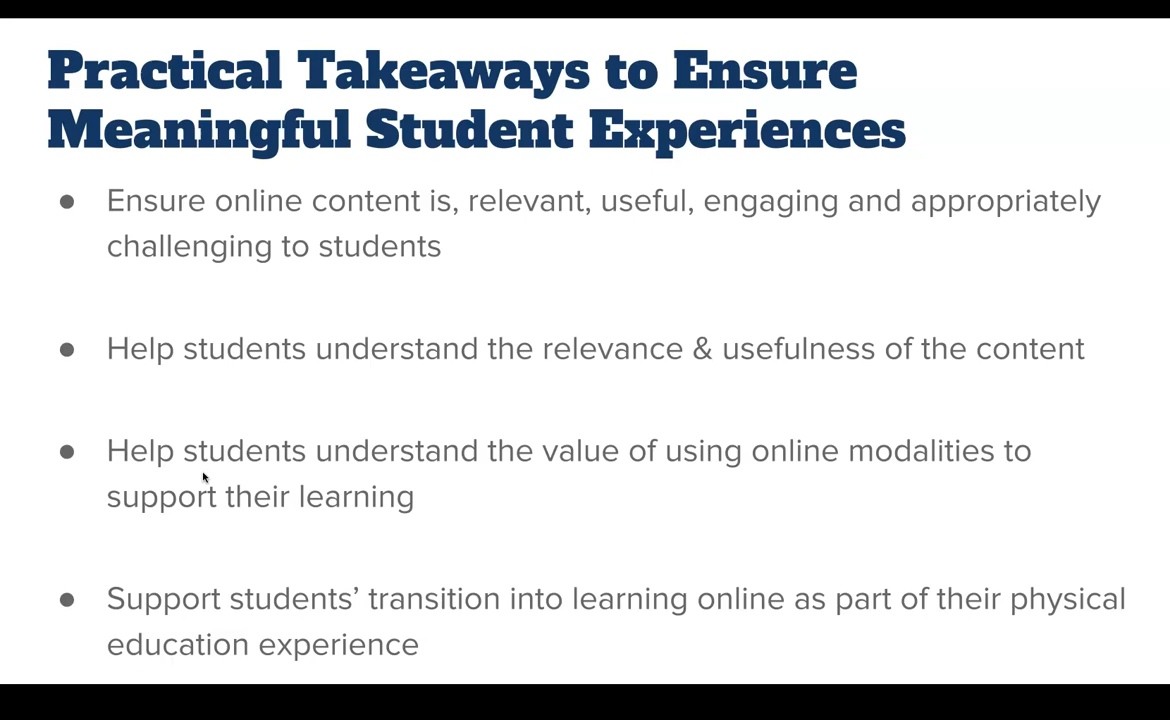 Practical Takeaways to Ensure
Meaningful Student Experiences
● Ensure online content is, relevant, useful, engaging and appropriately
challenging to students
● Help students understand the relevance & usefulness of the content
● Help students understand the value of using online modalities to
support their learning
● Support students’ transition into learning online as part of their physical
education experience